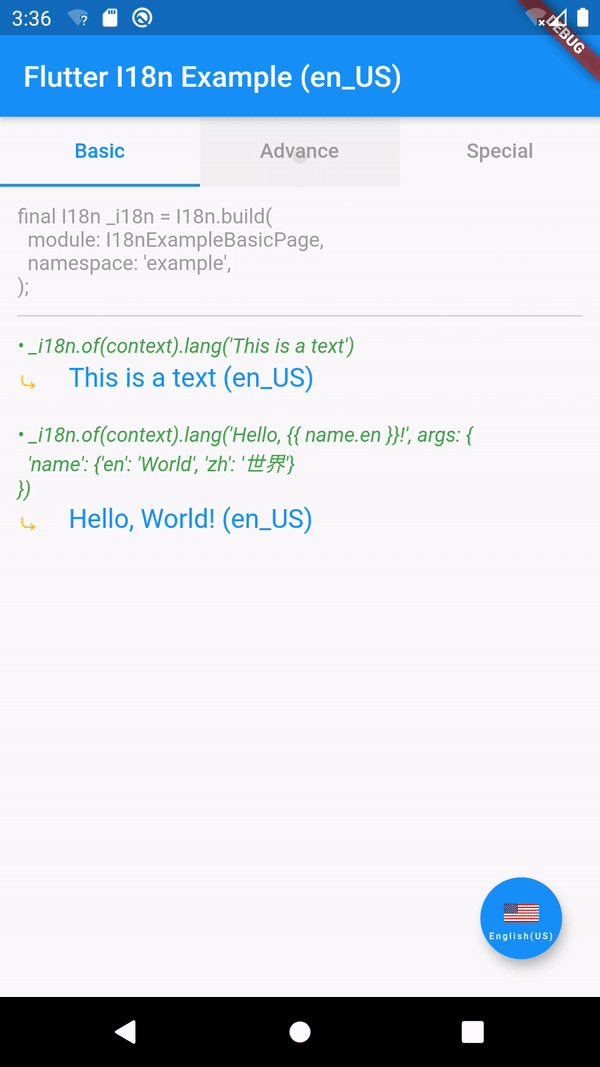 3:36
DEBUG
Flutter I18n Example (en_US)
Basic Advance Special
final I18n _i18n = I18n.build(
module: I18nExampleBasicPage,
namespace: 'example',
);
• _i18n.of(context).lang('This is a text')
This is a text (en_US)
• _i18n.of(context).lang('Hello, {{ name.en }}!', args: {
'name': {'en': 'World', 'zh': '世界'}
})
Hello, World! (en_US)
English(US)